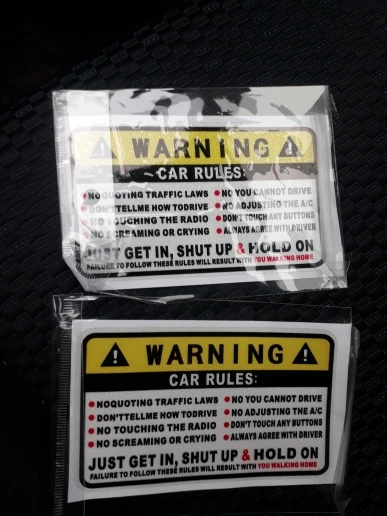 WARNING
CAR RULES:
NOQUOTING TRAFFIC LAWS
NO YOU CANNOT DRIVE
DON'TTELLME HOW TODRIVE
NO ADJUSTING THE A/C
NO TOUCHING THE RADIO
DON'T TOUCH ANY BUTTONS
NO SCREAMING OR CRYING
ALWAYS AGREE WITH DRIVER
JUST GET IN, SHUT UP & HOLD ON
FAILURE TO FOLLOW THESE RULES WILL RESULT WITH YOU WALKING HOME
WARNING
CAR RULES:
NOQUOTING TRAFFIC LAWS
NO YOU CANNOT DRIVE
DON'TTELLME HOW TODRIVE
NO ADJUSTING THE A/C
NO TOUCHING THE RADIO
DON'T TOUCH ANY BUTTONS
NO SCREAMING OR CRYING
ALWAYS AGREE WITH DRIVER
JUST GET IN, SHUT UP & HOLD ON
FAILURE TO FOLLOW THESE RULES WILL RESULT WITH YOU WALKING HOME